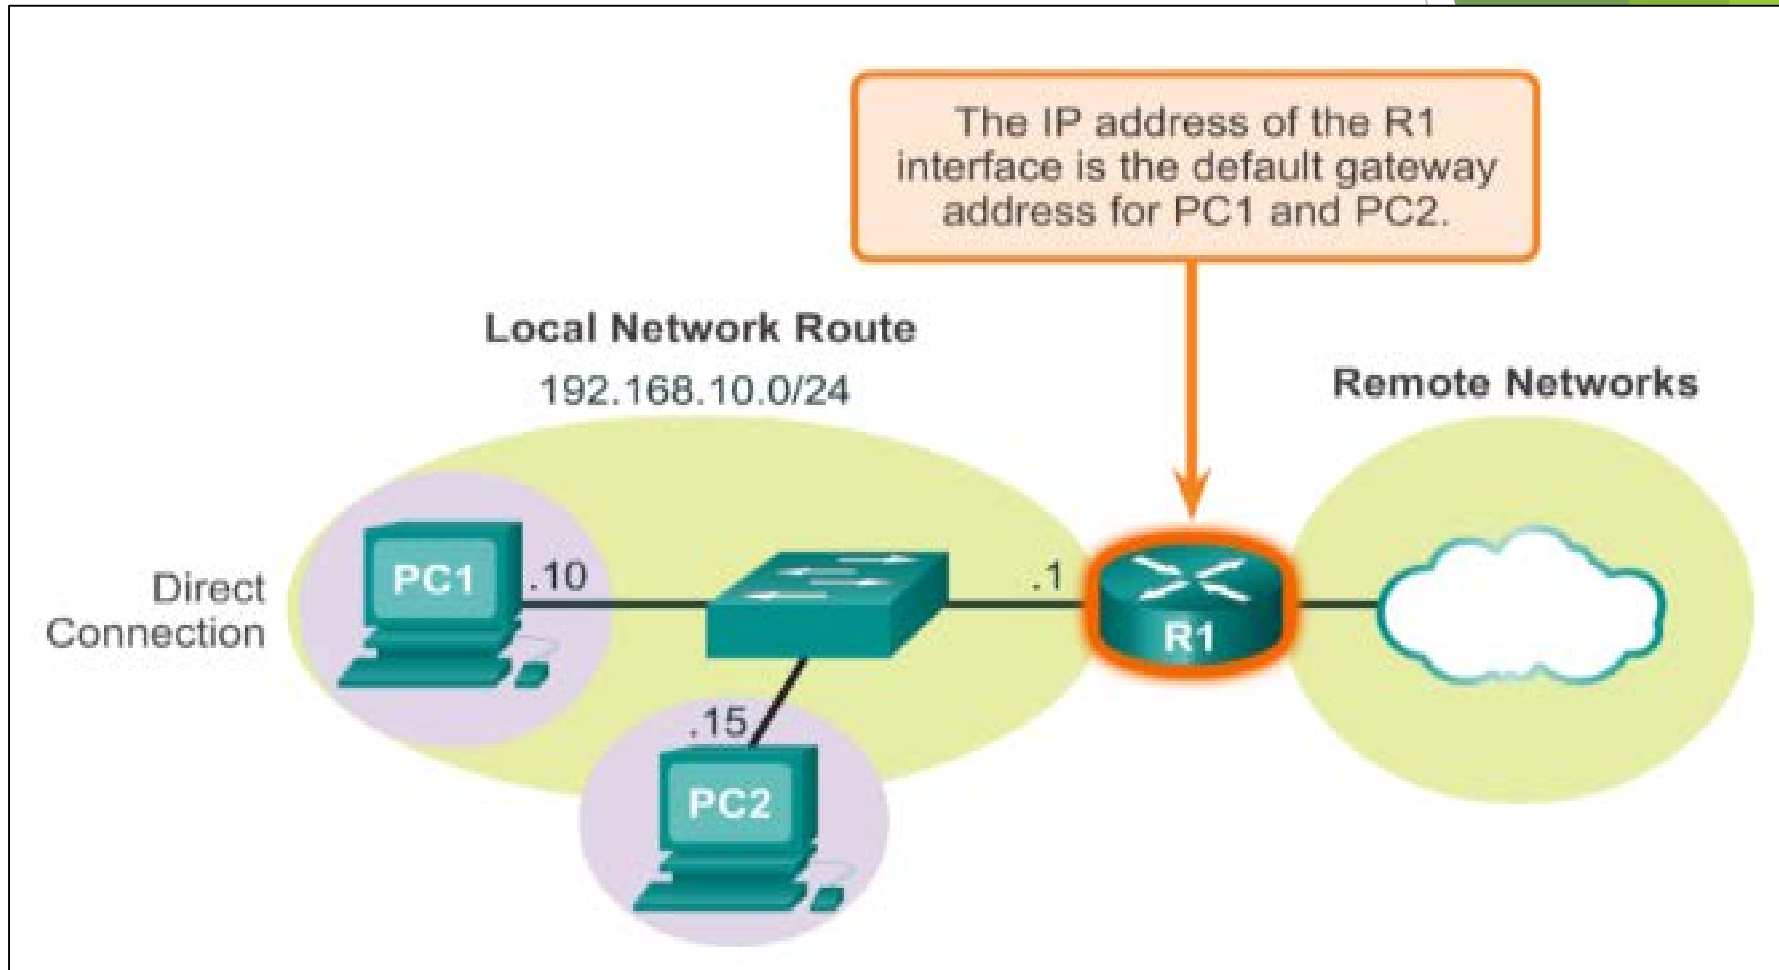 The IP address of the R1
interface is the default gateway
address for PC1 and PC2.
Local Network Route
192.168.10.0/24
Remote Networks
Direct
Connection
PC1
.10
.1
R1
.15
PC2